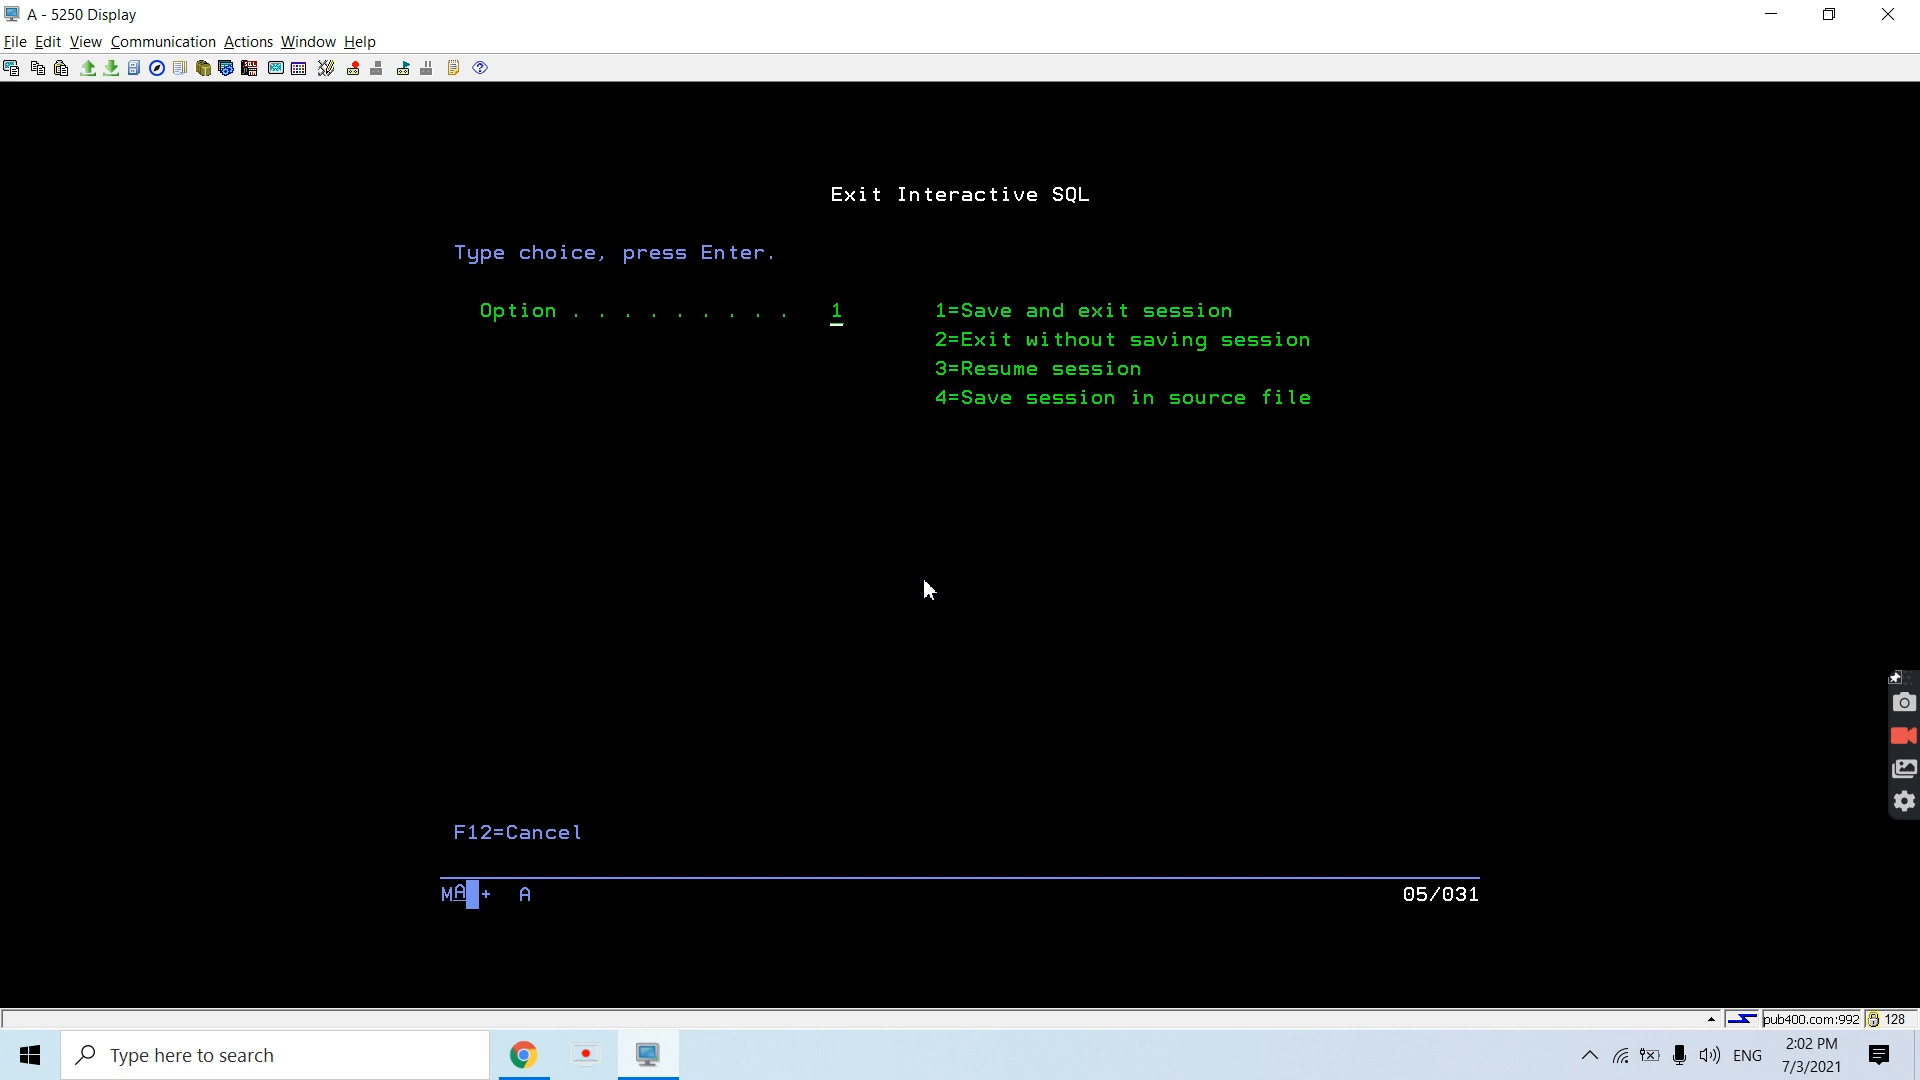 A - 5250 Display
File Edit View Communication Actions Window Help
Exit Interactive SQL
Type choice, press Enter.
Option . . . . . . . . . 1 1=Save and exit session
2=Exit without saving session
3=Resume session
4=Save session in source file
F12=Cancel
MA + A 05/031
pub400.com:992 128
Type here to search ENG 2:02 PM
7/3/2021